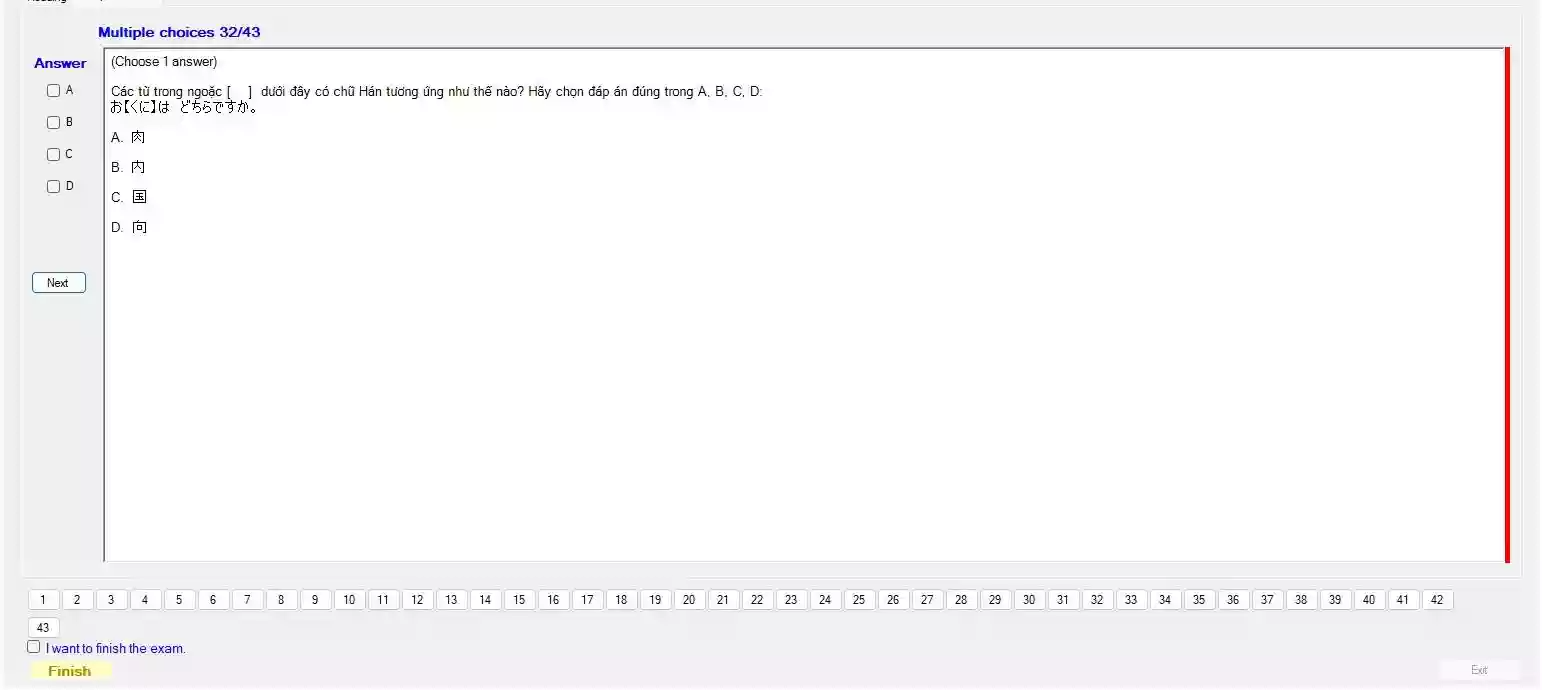 Multiple choices 32/43
Answer
(Choose 1 answer)
A
Các từ trong ngoặc [    ]  dưới đây có chữ Hán tương ứng như thế nào? Hãy chọn đáp án đúng trong A, B, C, D:
お【くに】は　どちらですか。
B
A. 肉
C
B. 内
D
C. 国
D. 向
Next
1 2 3 4 5 6 7 8 9 10 11 12 13 14 15 16 17 18 19 20 21 22 23 24 25 26 27 28 29 30 31 32 33 34 35 36 37 38 39 40 41 42
43
I want to finish the exam.
Finish
Exit